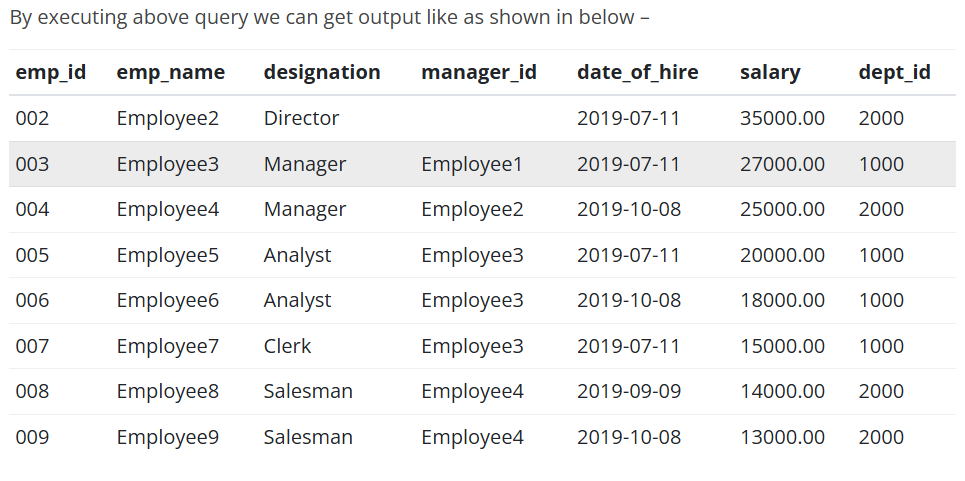 By executing above query we can get output like as shown in below –
emp_id emp_name designation manager_id date_of_hire salary dept_id
002 Employee2 Director 2019-07-11 35000.00 2000
003 Employee3 Manager Employee1 2019-07-11 27000.00 1000
004 Employee4 Manager Employee2 2019-10-08 25000.00 2000
005 Employee5 Analyst Employee3 2019-07-11 20000.00 1000
006 Employee6 Analyst Employee3 2019-10-08 18000.00 1000
007 Employee7 Clerk Employee3 2019-07-11 15000.00 1000
008 Employee8 Salesman Employee4 2019-09-09 14000.00 2000
009 Employee9 Salesman Employee4 2019-10-08 13000.00 2000